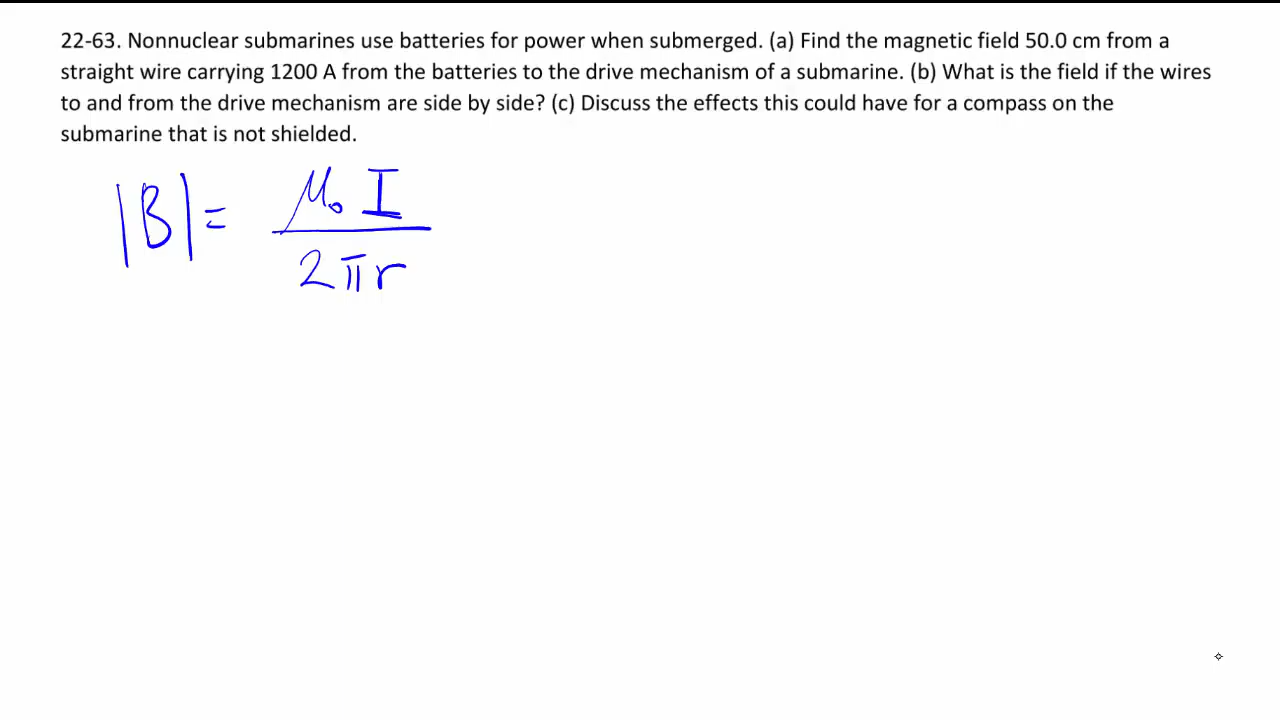 22-63. Nonnuclear submarines use batteries for power when submerged. (a) Find the magnetic field 50.0 cm from a
straight wire carrying 1200 A from the batteries to the drive mechanism of a submarine. (b) What is the field if the wires
to and from the drive mechanism are side by side? (c) Discuss the effects this could have for a compass on the
submarine that is not shielded.
|B| = μ₀ I / 2πr